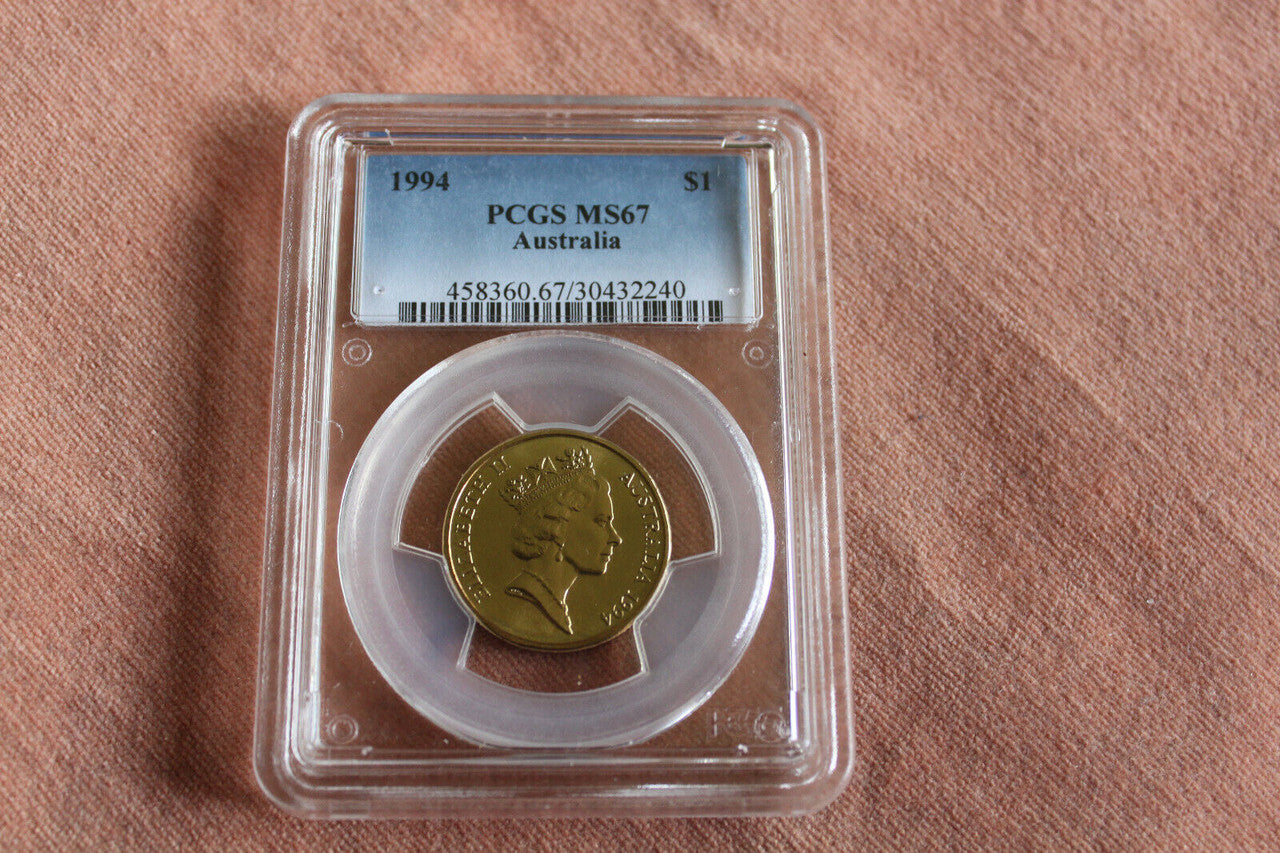 1994 $1
PCGS MS67
Australia
458360.67/30432240
ELIZABETH II AUSTRALIA 1994